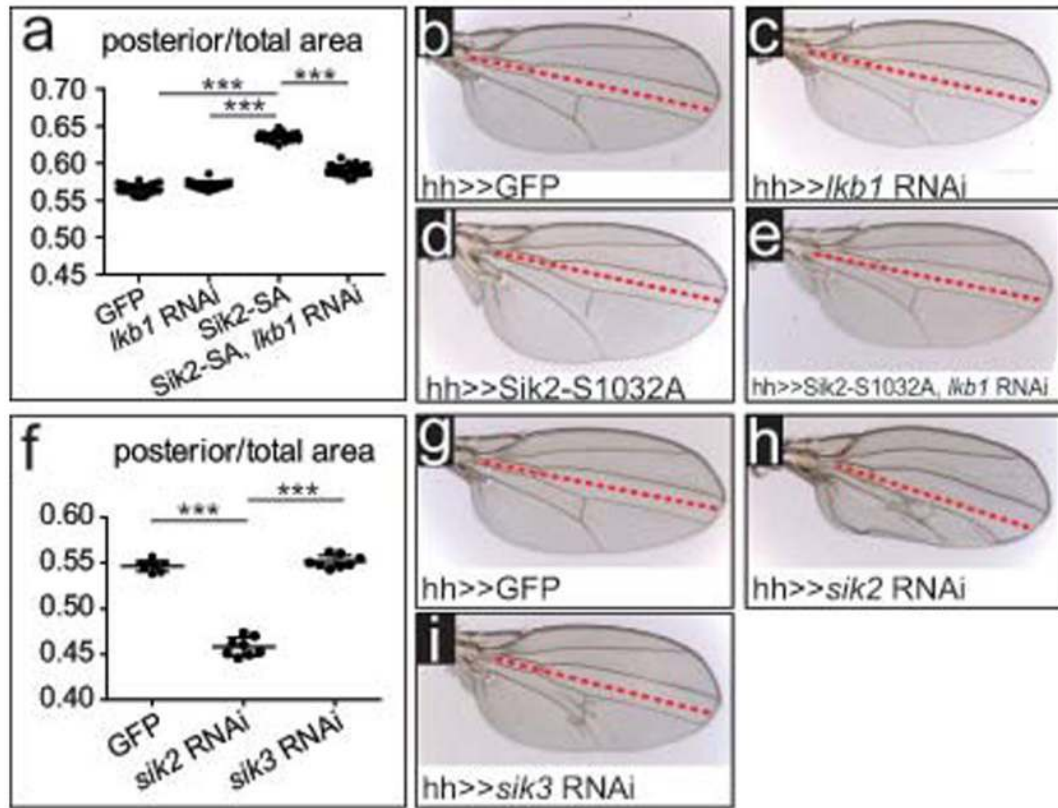 a
posterior/total area
***
***
***
0.70
0.65
0.60
0.55
0.50
0.45
GFP
lkb1 RNAi
Sik2-SA
Sik2-SA, lkb1 RNAi
b
hh>>GFP
c
hh>>lkb1 RNAi
d
hh>>Sik2-S1032A
e
hh>>Sik2-S1032A, lkb1 RNAi
f
posterior/total area
***
***
0.60
0.55
0.50
0.45
0.40
GFP
sik2 RNAi
sik3 RNAi
g
hh>>GFP
h
hh>>sik2 RNAi
i
hh>>sik3 RNAi